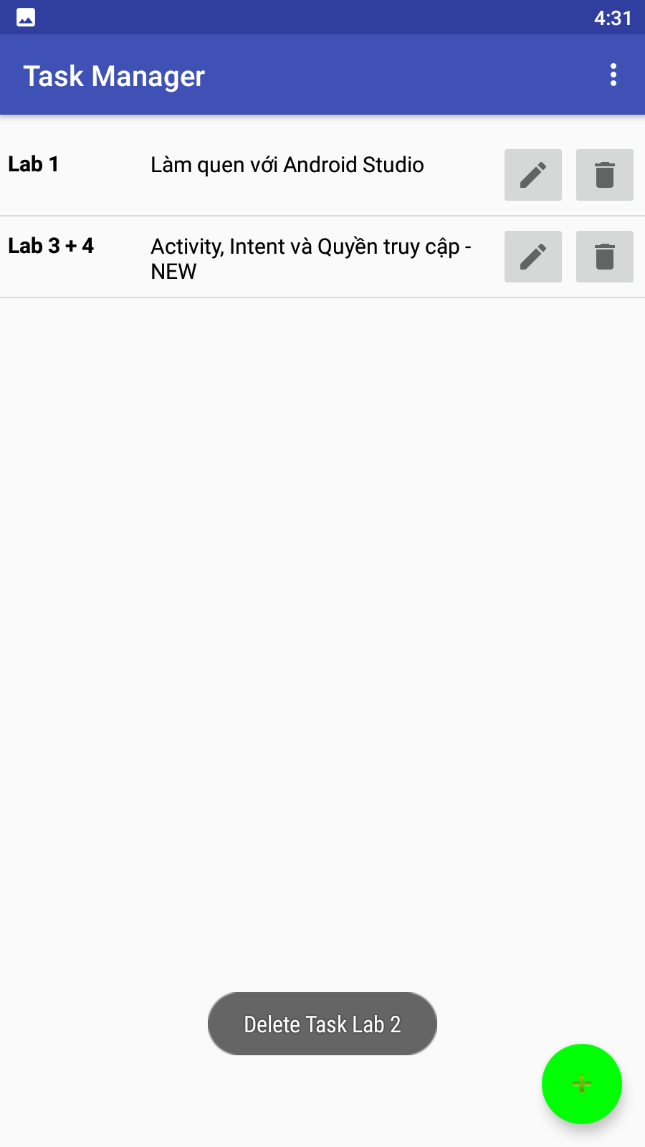 4:31
Task Manager
Lab 1
Làm quen với Android Studio
Lab 3 + 4
Activity, Intent và Quyền truy cập -
NEW
Delete Task Lab 2